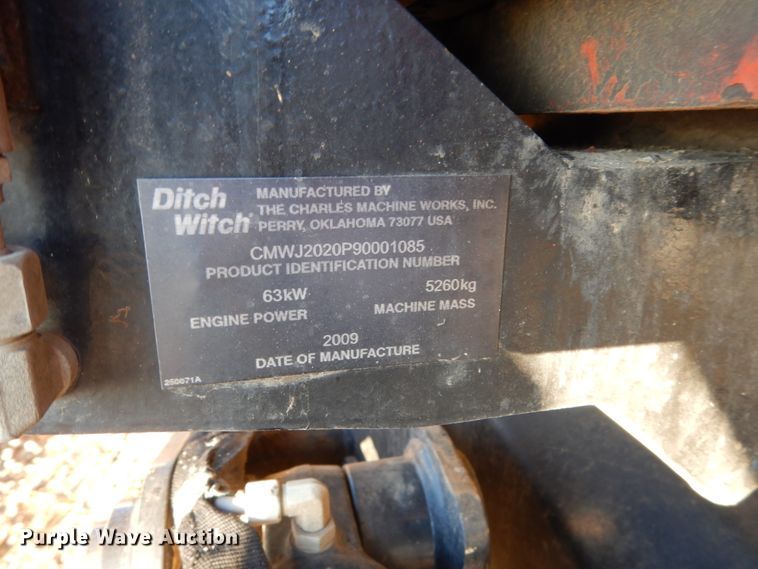 Ditch
Witch®
MANUFACTURED BY
THE CHARLES MACHINE WORKS, INC.
PERRY, OKLAHOMA 73077 USA
CMWJ2020P90001085
PRODUCT IDENTIFICATION NUMBER
63kW
5260kg
ENGINE POWER
MACHINE MASS
2009
DATE OF MANUFACTURE
250071A
Purple Wave Auction